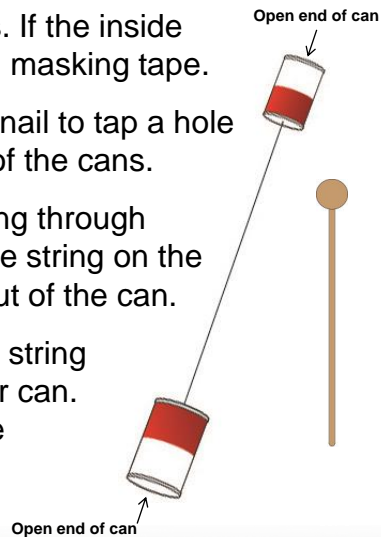 Open end of can
s. If the inside
masking tape.
nail to tap a hole
of the cans.
ng through
e string on the
ut of the can.
string
r can.
e
Open end of can